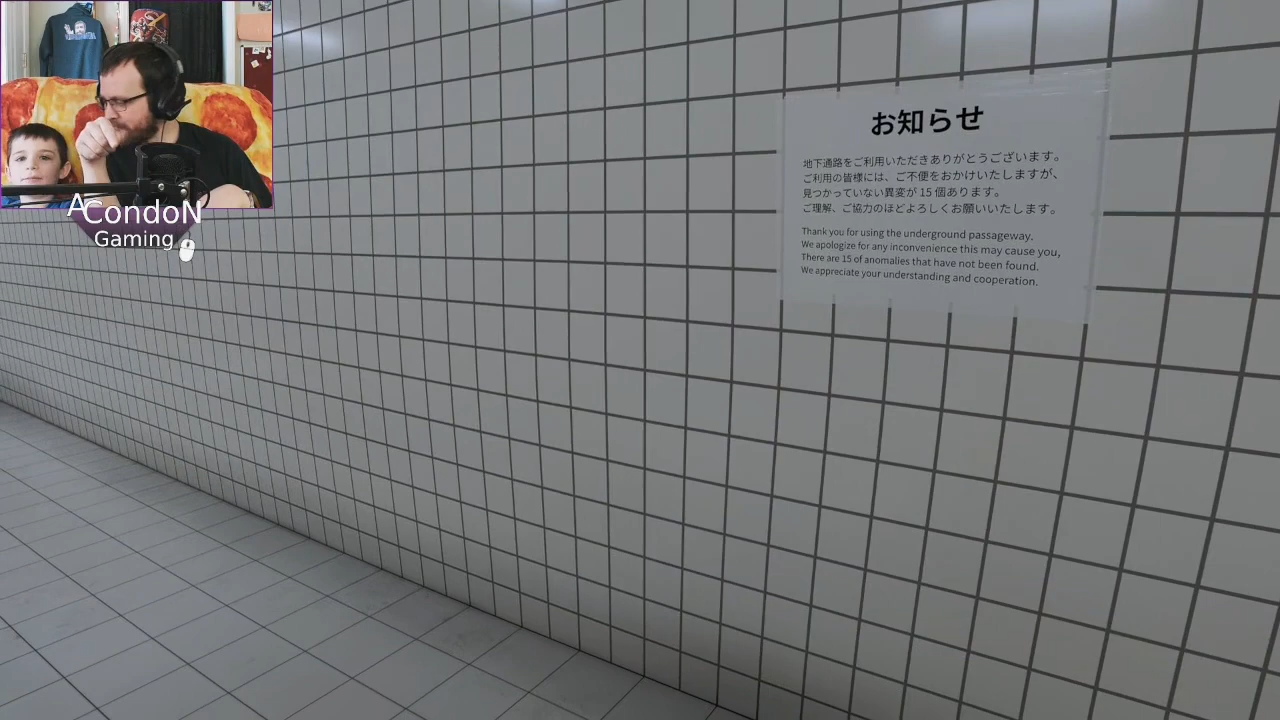 A CondoN
Gaming
お知らせ
地下通路をご利用いただきありがとうございます。
ご利用の皆様には、ご不便をおかけいたしますが、
見つかっていない異変が 15 個あります。
ご理解、ご協力のほどよろしくお願いいたします。
Thank you for using the underground passageway.
We apologize for any inconvenience this may cause you,
There are 15 of anomalies that have not been found.
We appreciate your understanding and cooperation.